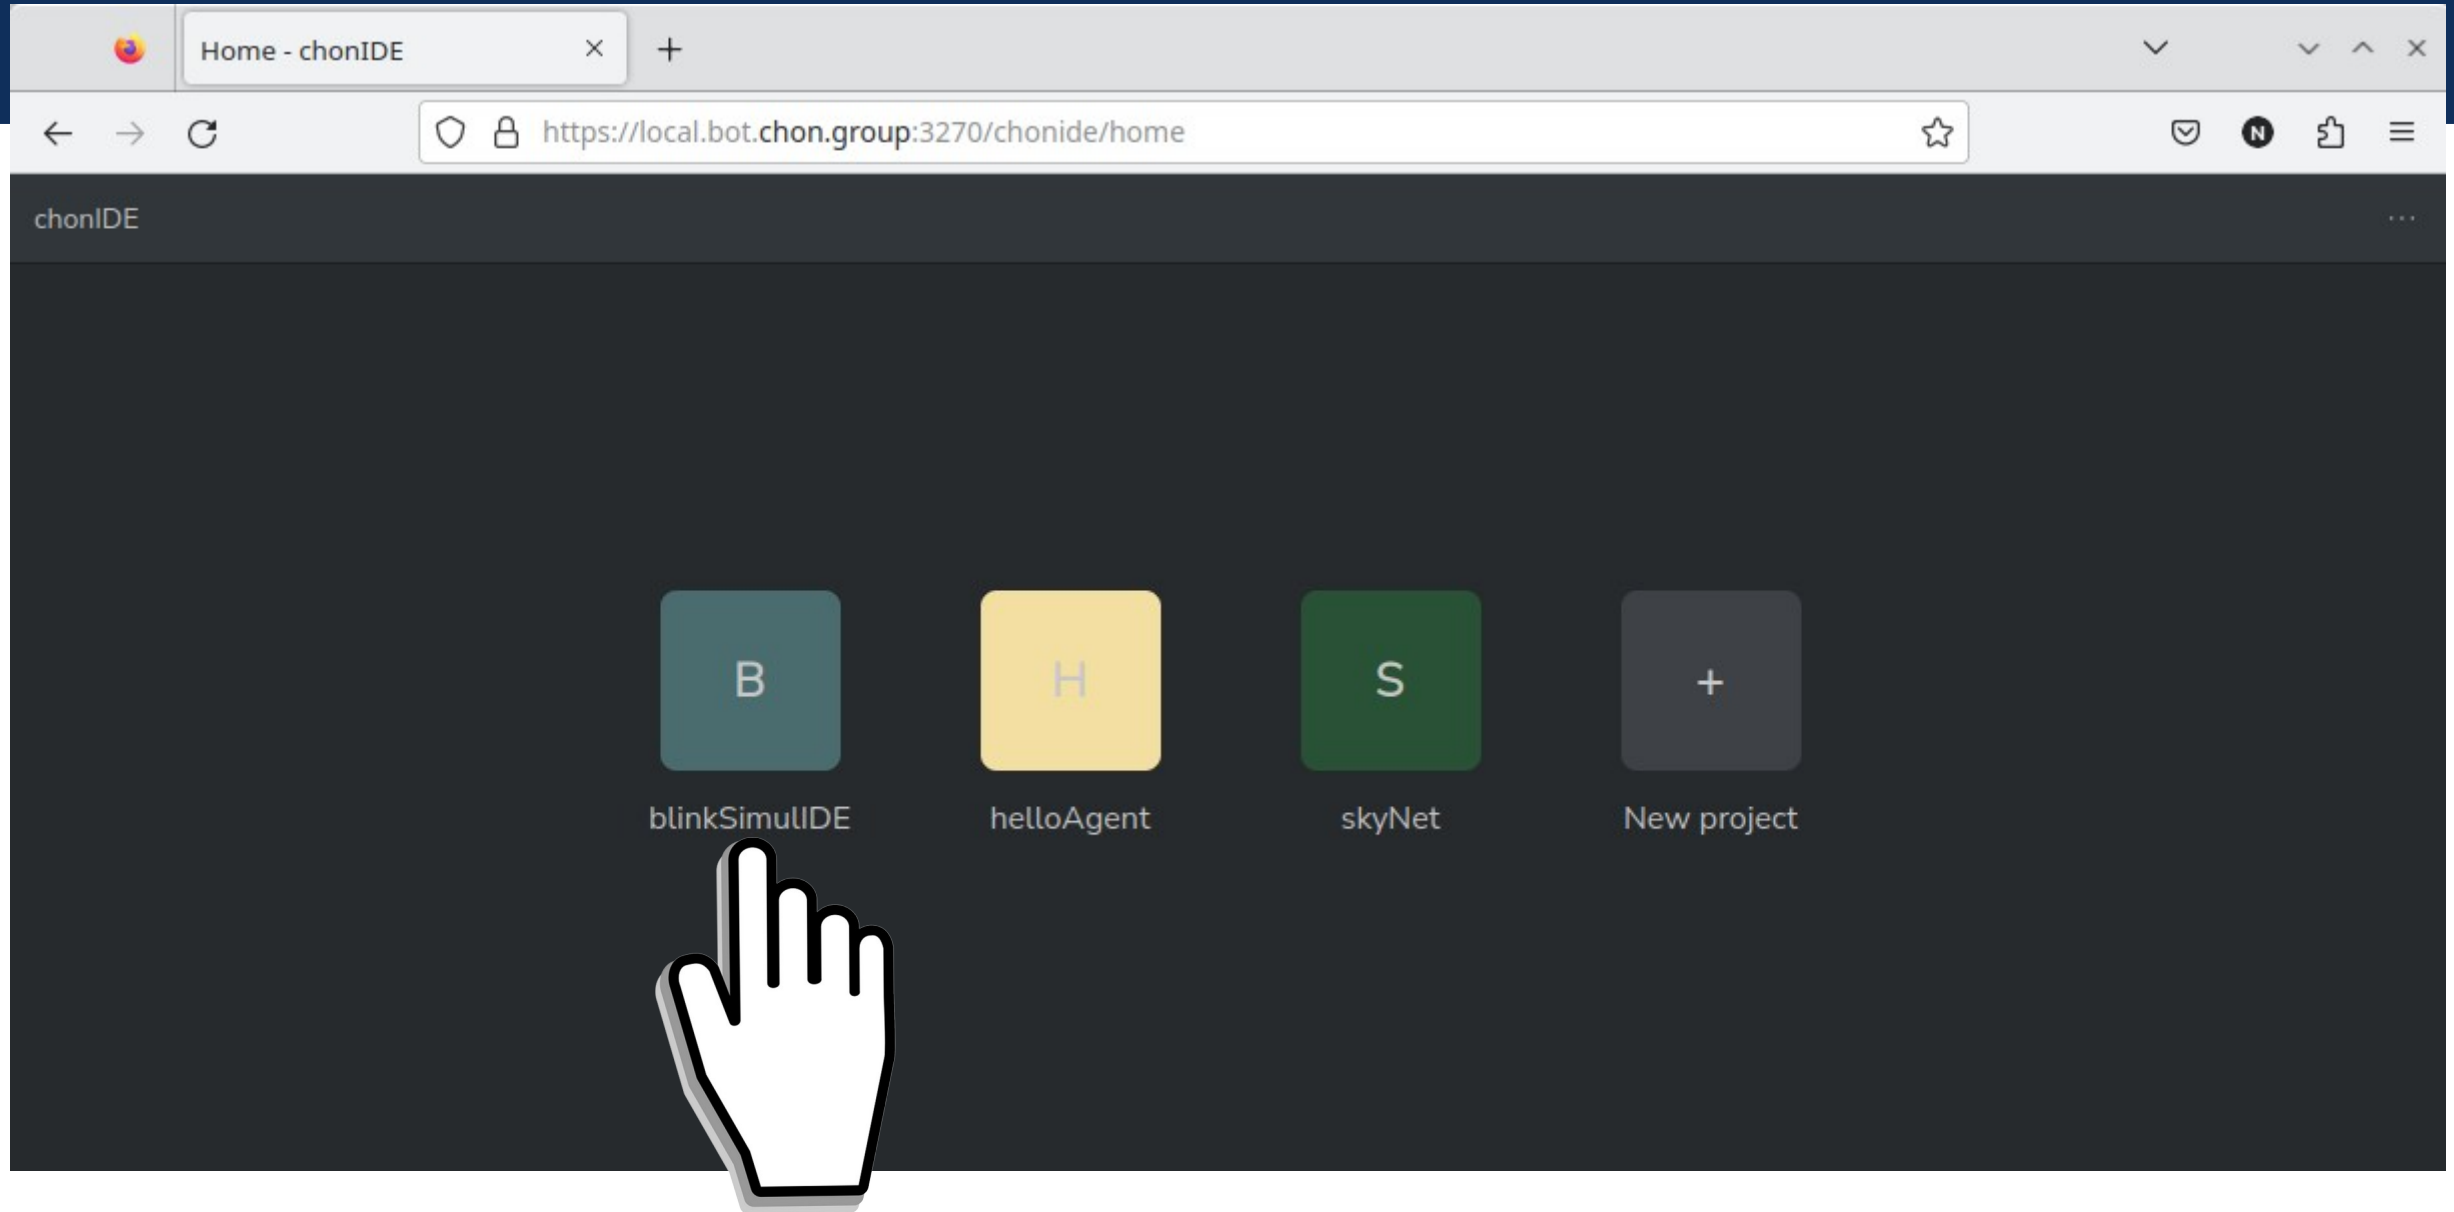 Home - chonIDE
https://local.bot.chon.group:3270/chonide/home
N
chonIDE
...
B H S +
blinkSimulIDE helloAgent skyNet New project